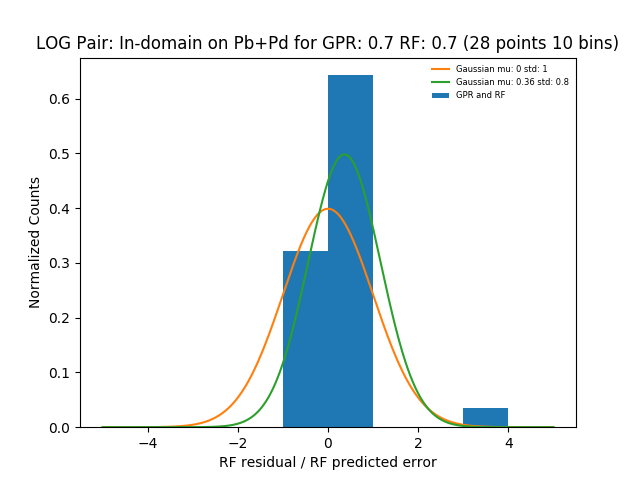 LOG Pair: In-domain on Pb+Pd for GPR: 0.7 RF: 0.7 (28 points 10 bins)
Gaussian mu: 0 std: 1
Gaussian mu: 0.36 std: 0.8
GPR and RF
Normalized Counts
0.6
0.5
0.4
0.3
0.2
0.1
0.0
−4 −2 0 2 4
RF residual / RF predicted error